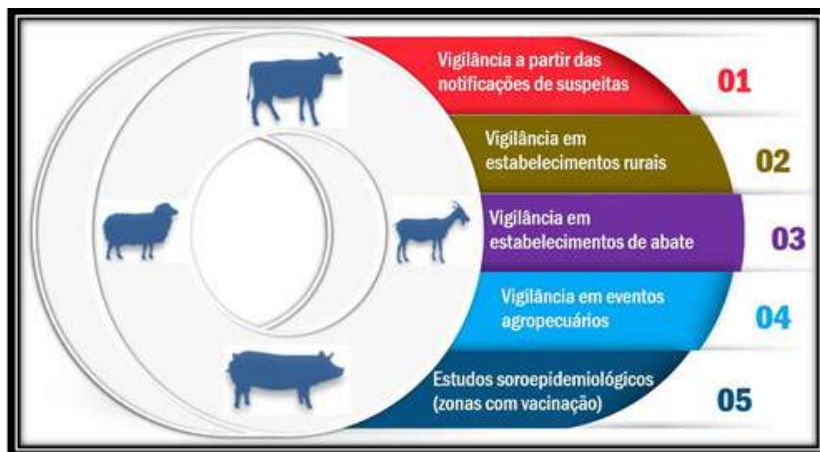 Vigilância a partir das
notificações de suspeitas
01
Vigilância em
estabelecimentos rurais
02
Vigilância em
estabelecimentos de abate
03
Vigilância em eventos
agropecuários
04
Estudos soroepidemiológicos
(zonas com vacinação)
05